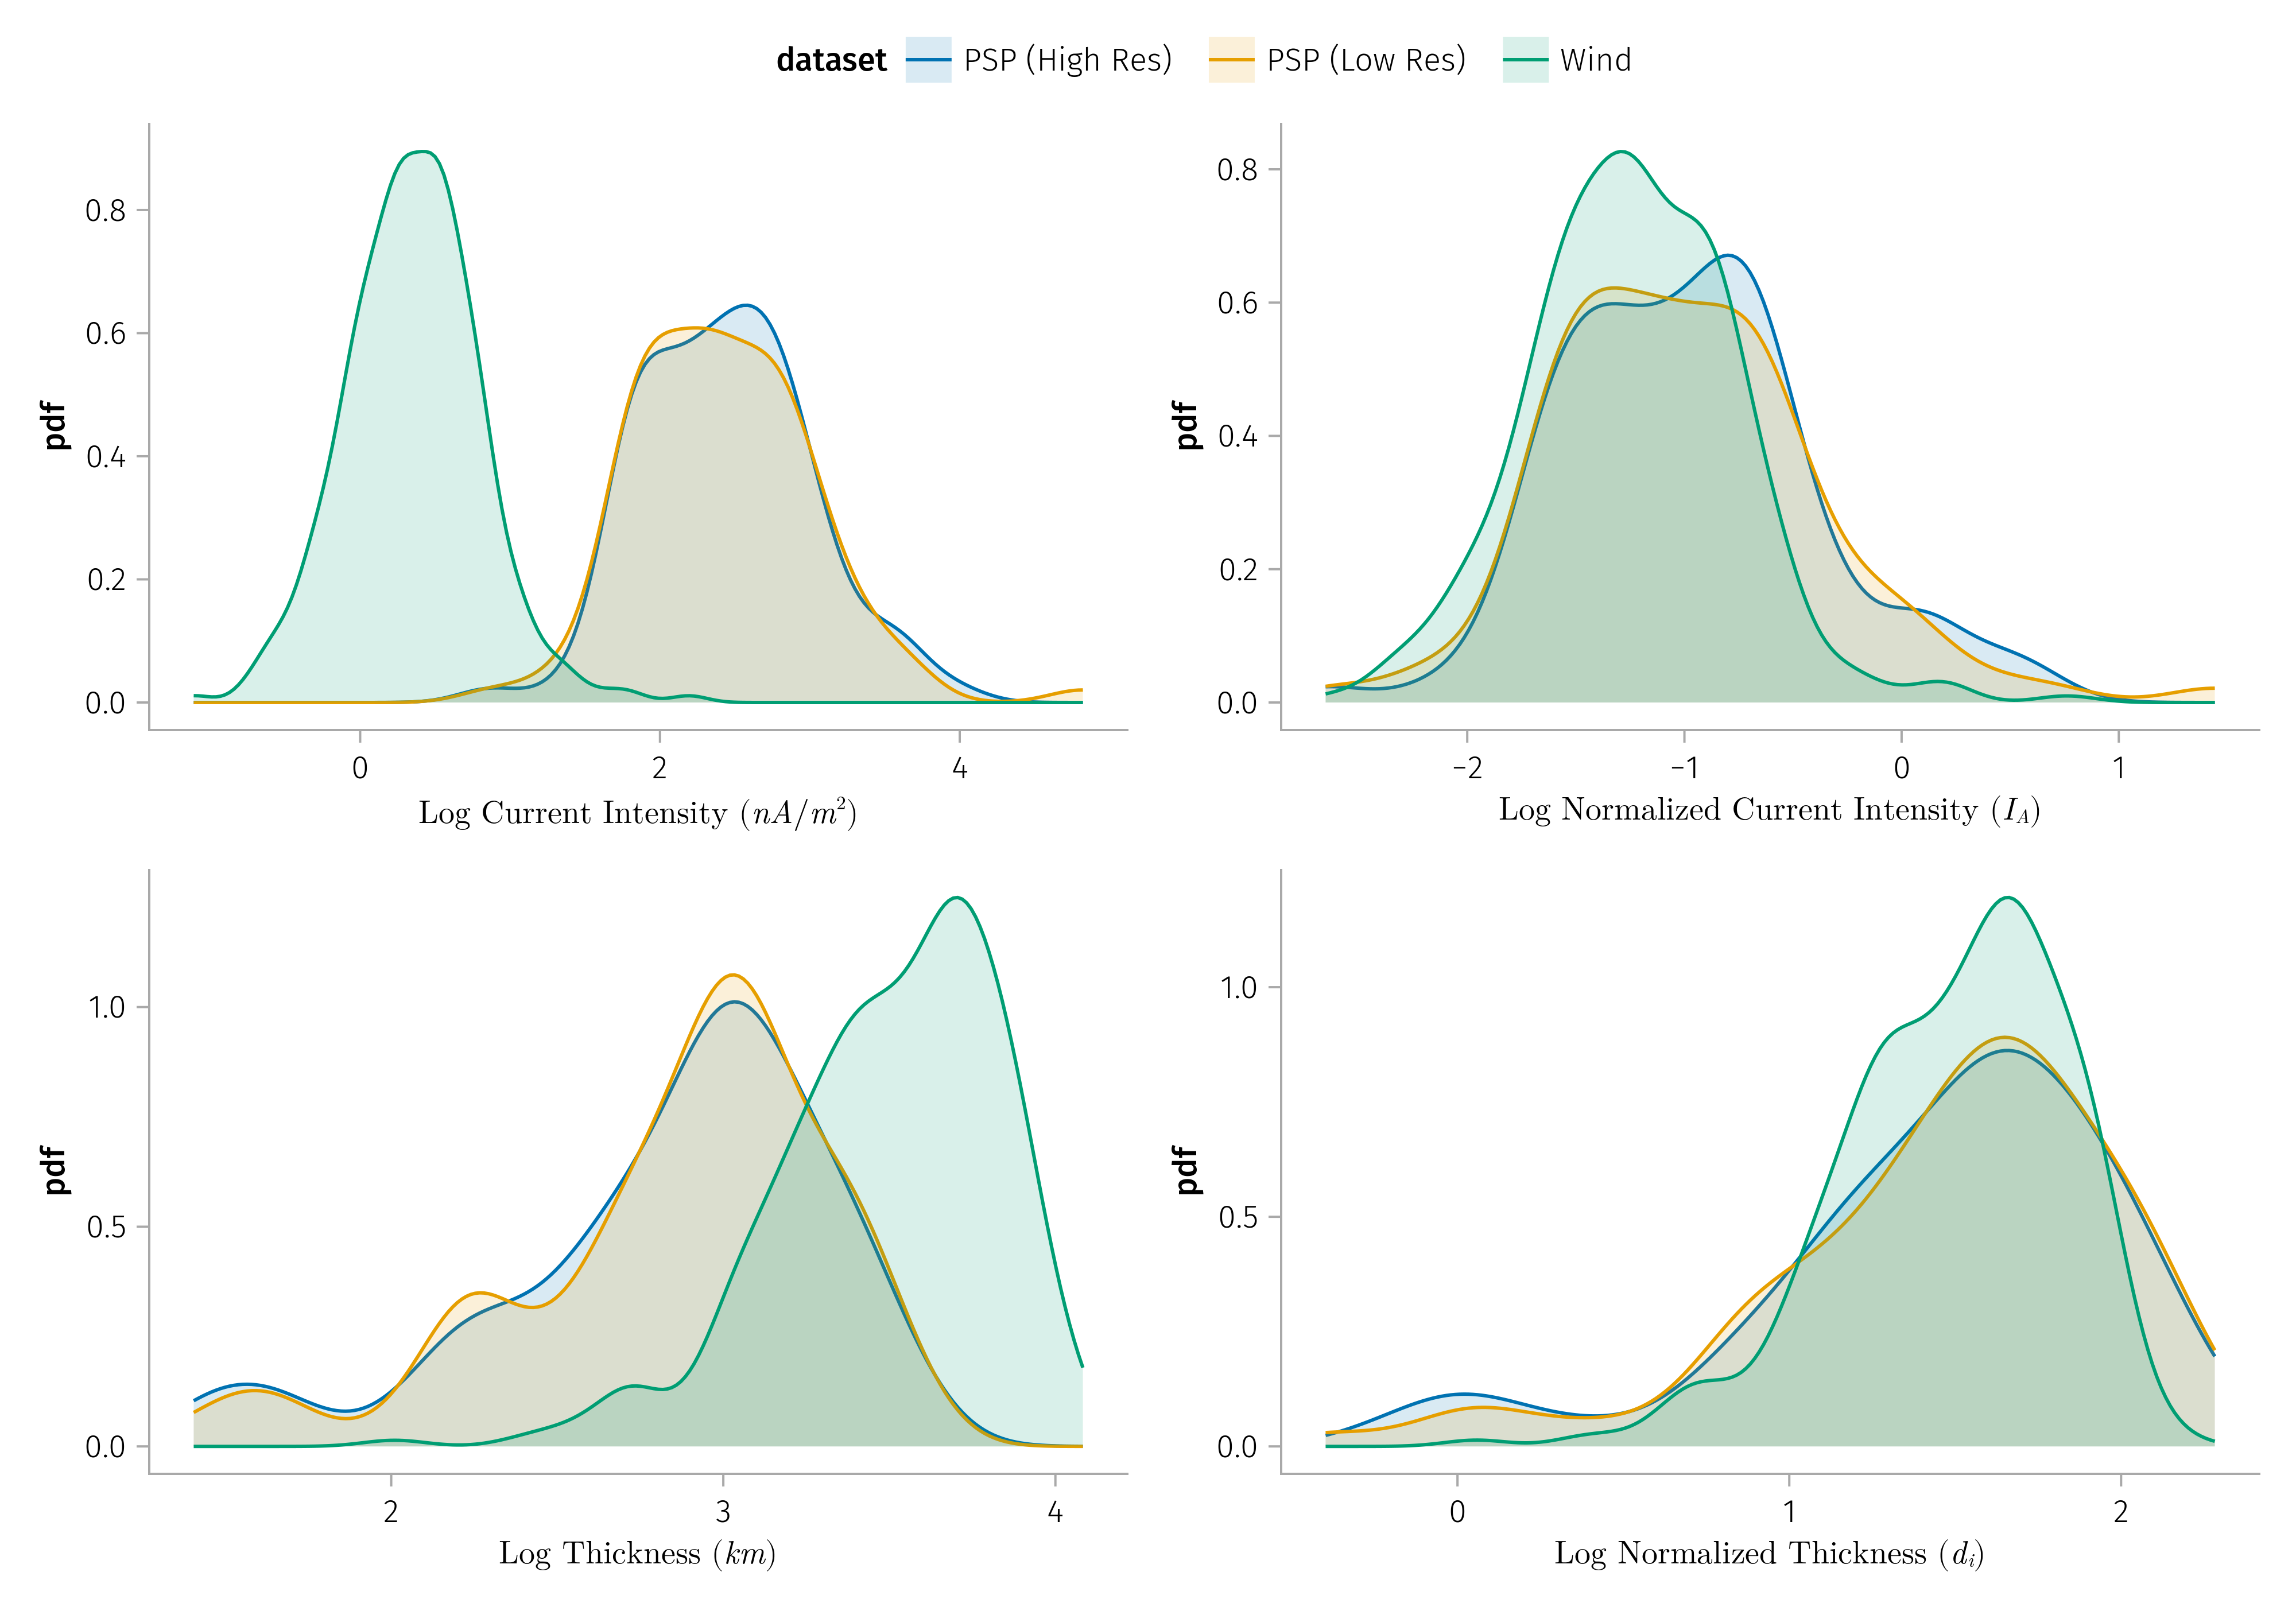 dataset PSP (High Res) PSP (Low Res) Wind
pdf
0.8
0.6
0.4
0.2
0.0
0 2 4
Log Current Intensity (nA/m²)
pdf
0.8
0.6
0.4
0.2
0.0
−2 −1 0 1
Log Normalized Current Intensity (I_A)
pdf
1.0
0.5
0.0
2 3 4
Log Thickness (km)
pdf
1.0
0.5
0.0
0 1 2
Log Normalized Thickness (d_i)